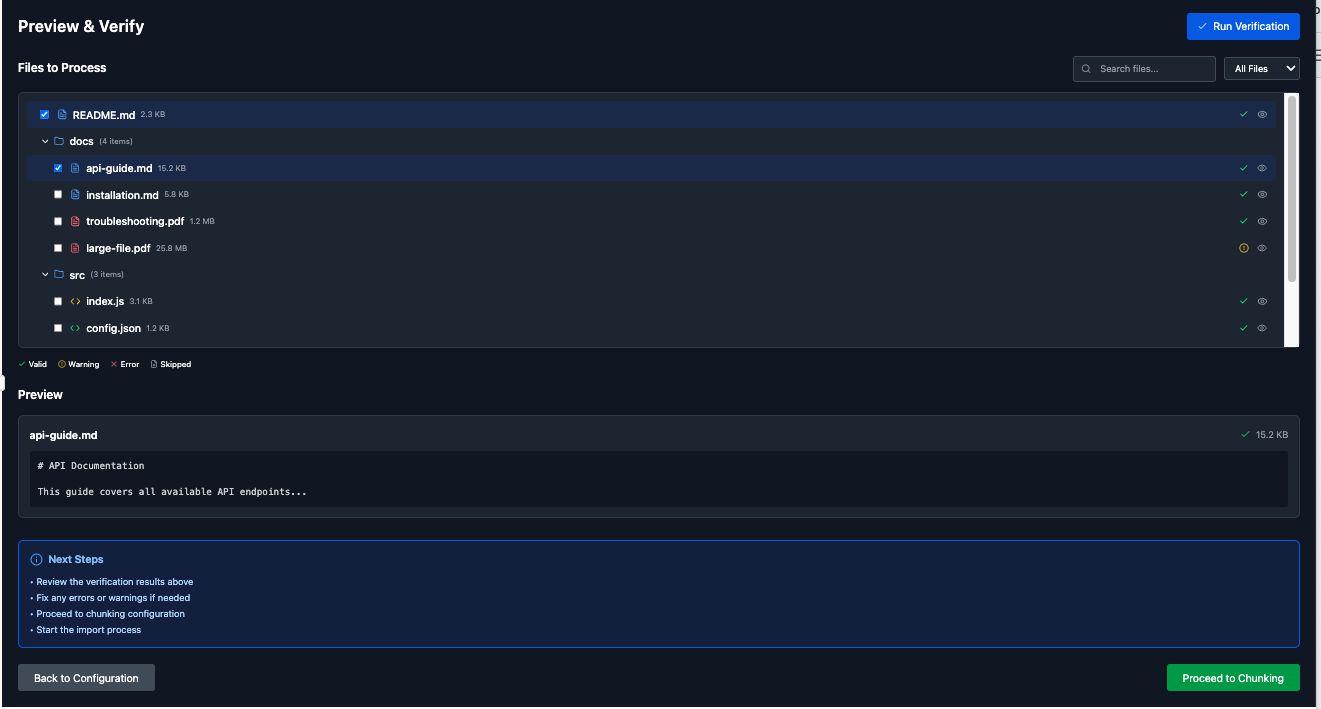 Preview & Verify
Run Verification
Files to Process
Search files...
All Files
README.md 2.3 KB
docs (4 items)
api-guide.md 15.2 KB
installation.md 5.8 KB
troubleshooting.pdf 1.2 MB
large-file.pdf 25.8 MB
src (3 items)
index.js 3.1 KB
config.json 1.2 KB
Valid Warning Error Skipped
Preview
api-guide.md 15.2 KB
# API Documentation
This guide covers all available API endpoints...
Next Steps
• Review the verification results above
• Fix any errors or warnings if needed
• Proceed to chunking configuration
• Start the import process
Back to Configuration
Proceed to Chunking